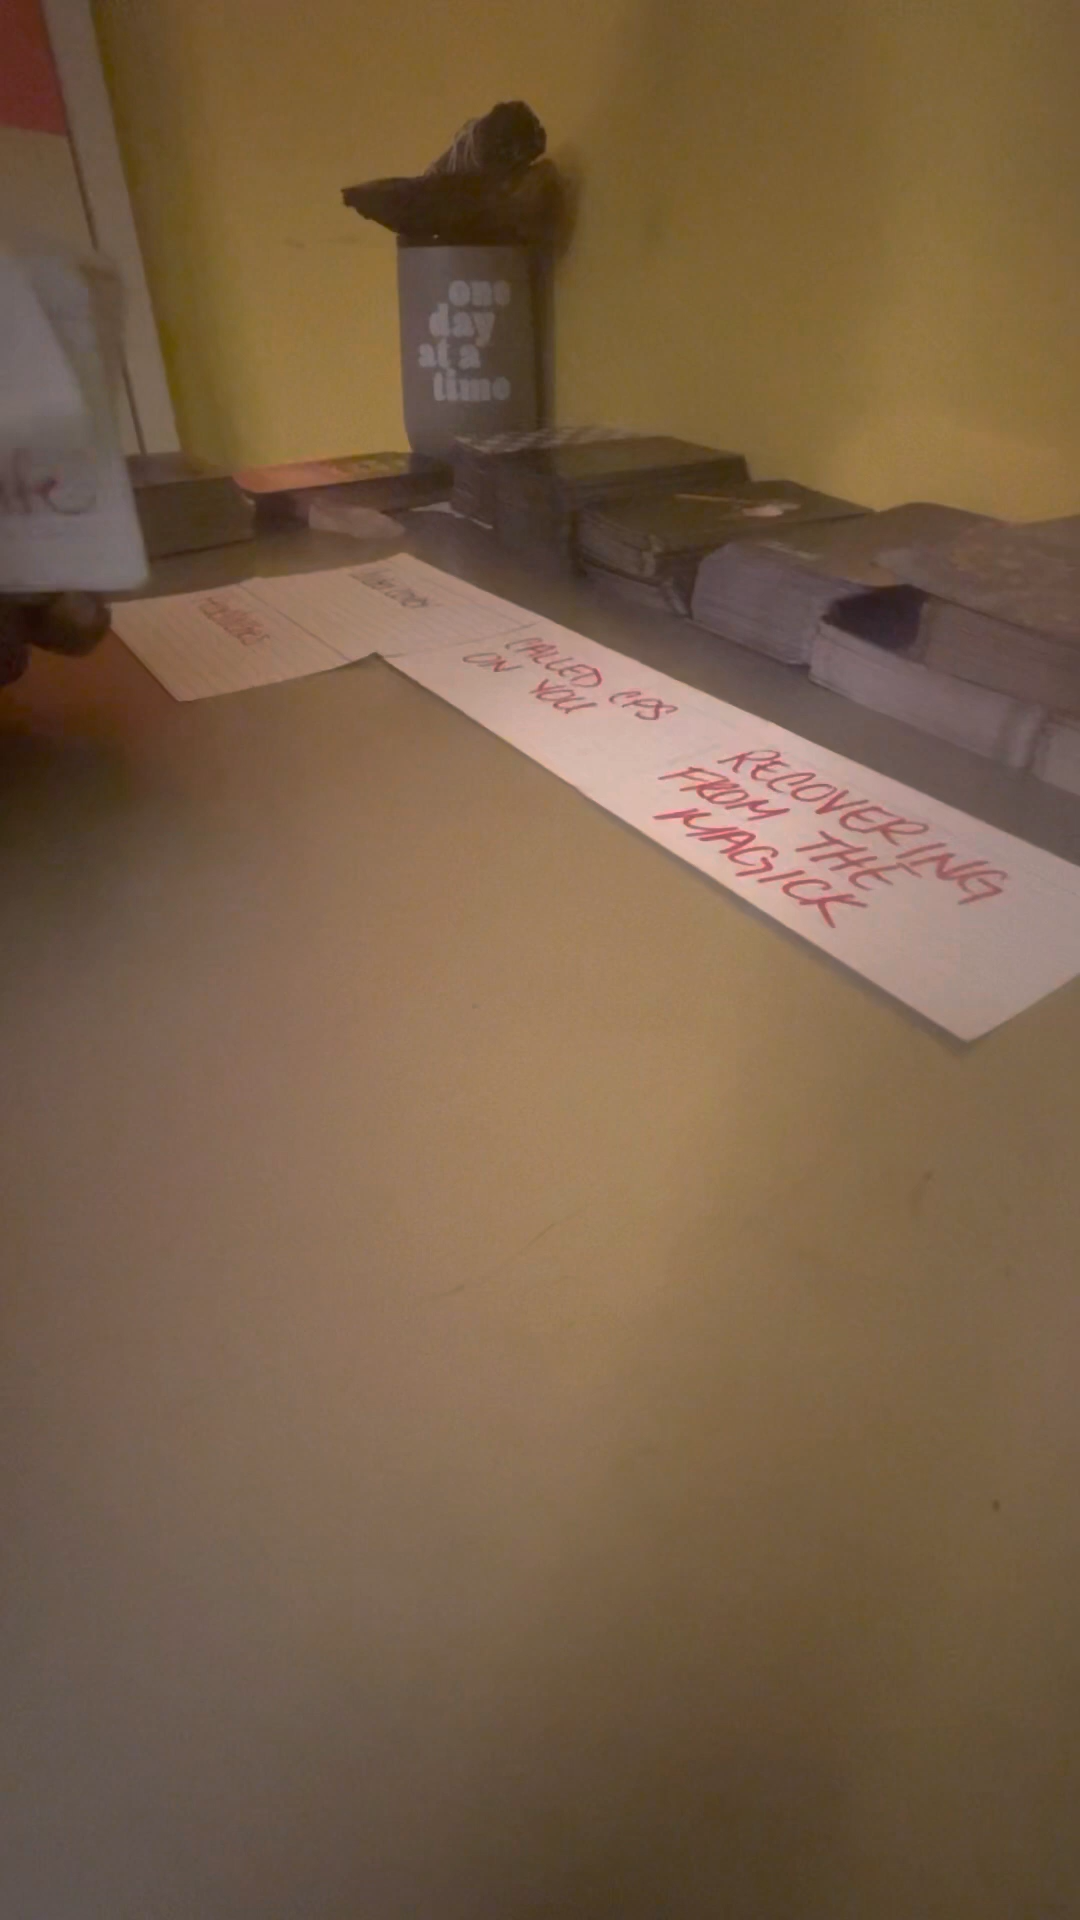 one
day
at a
time
CALLED CPS
ON YOU
RECOVERING
FROM THE
MAGICK